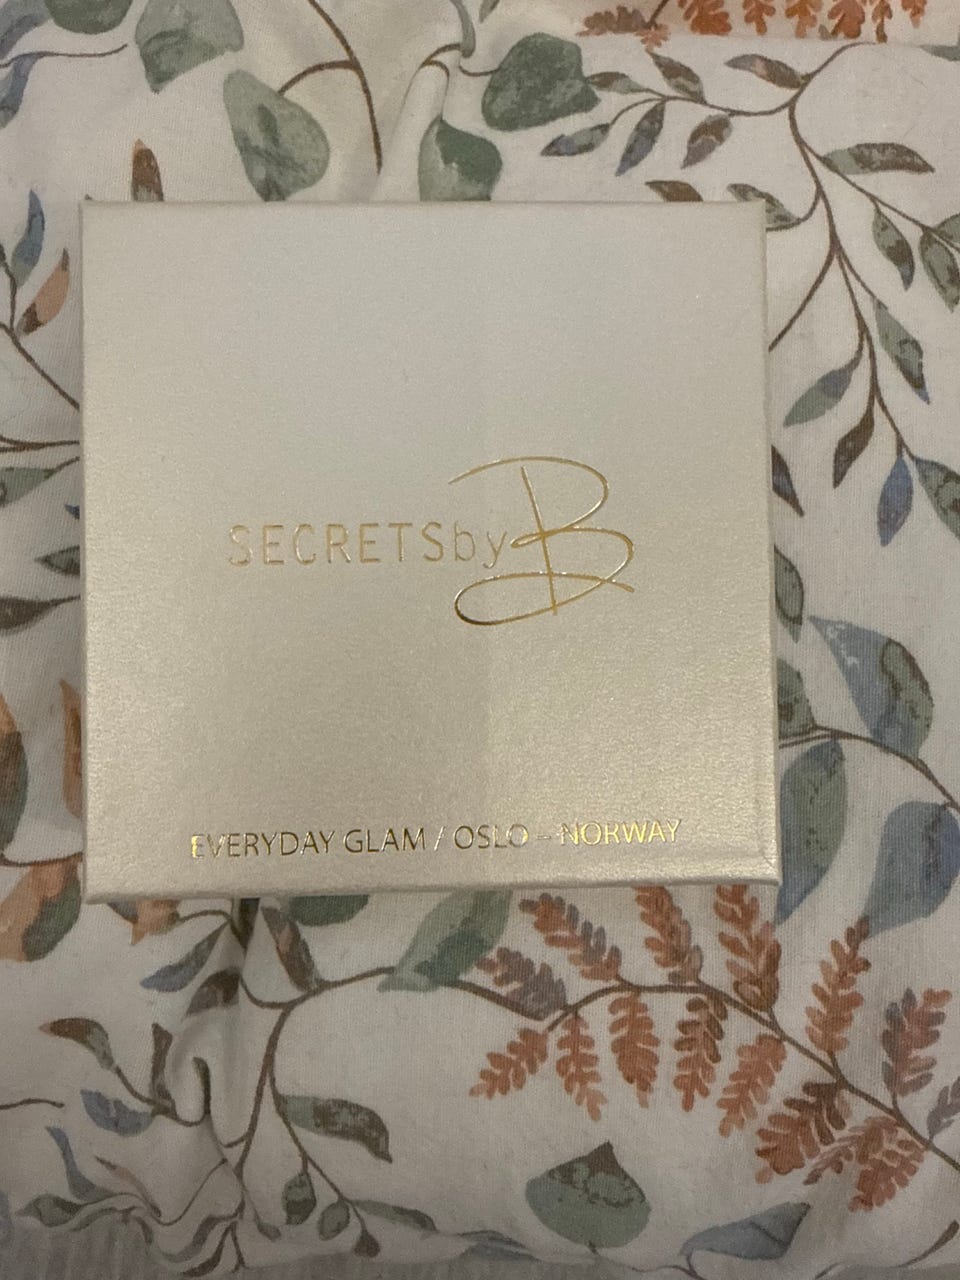 SECRETSbyB
EVERYDAY GLAM / OSLO – NORWAY